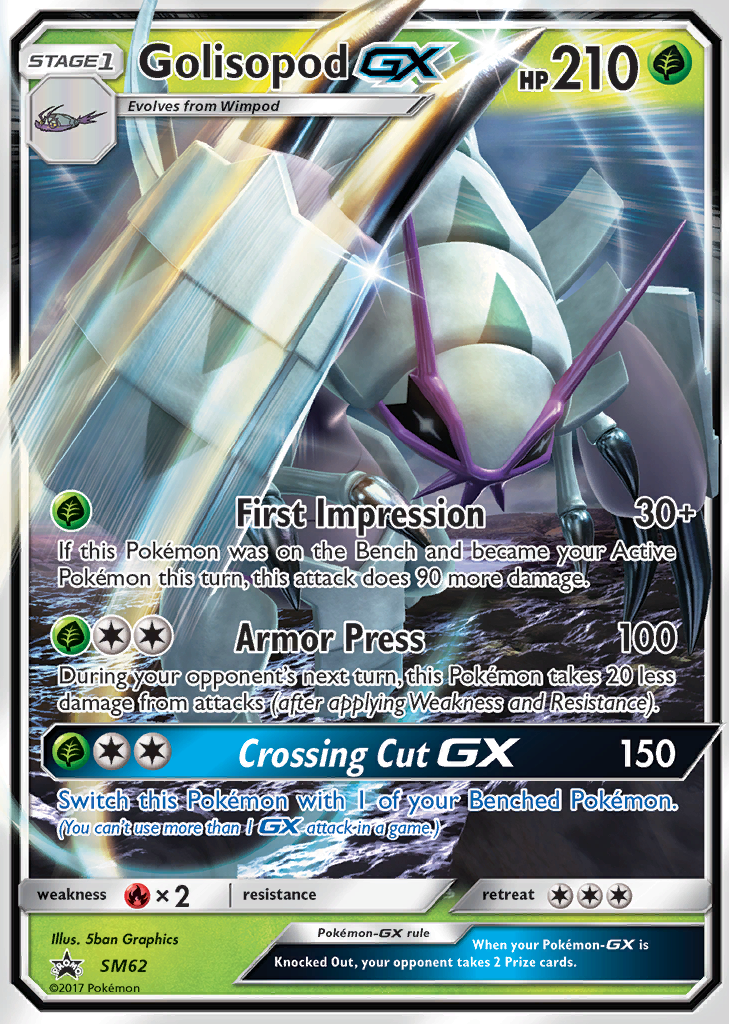 STAGE 1
Golisopod GX
HP 210
Evolves from Wimpod
First Impression 30+
If this Pokémon was on the Bench and became your Active
Pokémon this turn, this attack does 90 more damage.
Armor Press 100
During your opponent's next turn, this Pokémon takes 20 less
damage from attacks (after applying Weakness and Resistance).
Crossing Cut GX 150
Switch this Pokémon with 1 of your Benched Pokémon.
(You can't use more than 1 GX attack in a game.)
weakness × 2 resistance retreat
Illus. 5ban Graphics
PROMO SM62
©2017 Pokémon
Pokémon-GX rule
When your Pokémon-GX is
Knocked Out, your opponent takes 2 Prize cards.